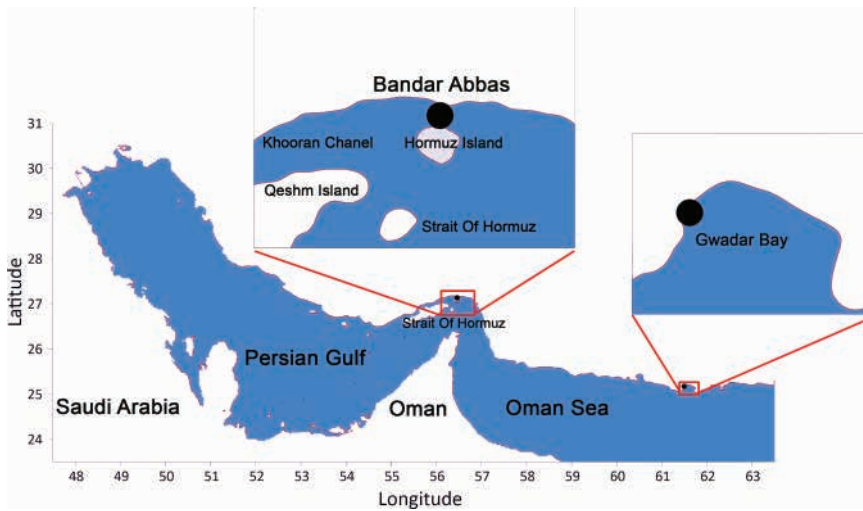 Bandar Abbas
Khooran Chanel
Hormuz Island
Qeshm Island
Strait Of Hormuz
Gwadar Bay
31
30
29
28
27
26
25
24
Latitude
Strait Of Hormuz
Persian Gulf
Saudi Arabia
Oman
Oman Sea
48 49 50 51 52 53 54 55 56 57 58 59 60 61 62 63
Longitude